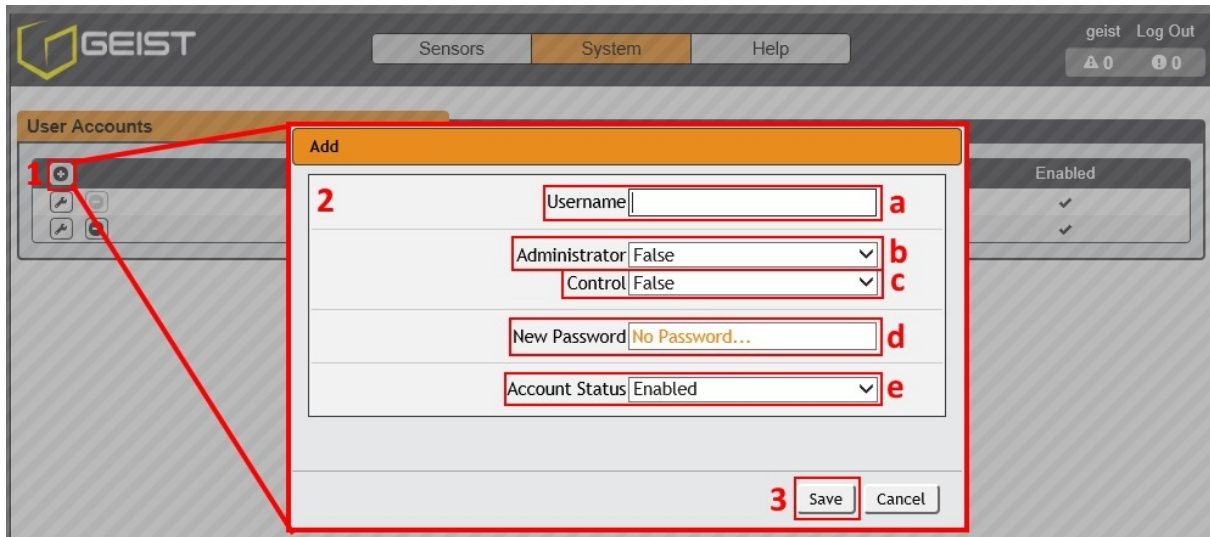 GEIST
geist Log Out
Sensors System Help
0 0
User Accounts
Add
1
Enabled
2
Username a
Administrator False b
Control False c
New Password No Password... d
Account Status Enabled e
3 Save Cancel